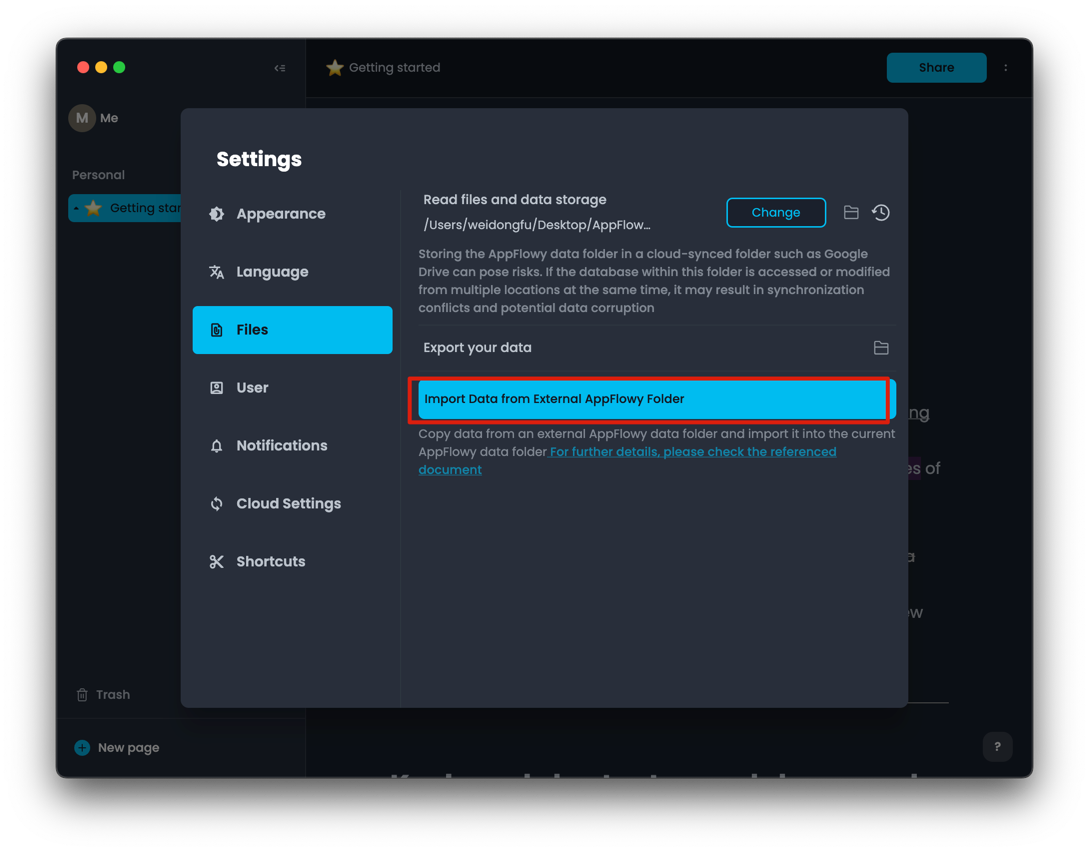 Getting started
Share
M Me
Personal
Getting star
Settings
Appearance
Language
Files
User
Notifications
Cloud Settings
Shortcuts
Read files and data storage
/Users/weidongfu/Desktop/AppFlow...
Change
Storing the AppFlowy data folder in a cloud-synced folder such as Google
Drive can pose risks. If the database within this folder is accessed or modified
from multiple locations at the same time, it may result in synchronization
conflicts and potential data corruption
Export your data
Import Data from External AppFlowy Folder
Copy data from an external AppFlowy data folder and import it into the current
AppFlowy data folder For further details, please check the referenced
document
ng
es of
a
ew
Trash
New page
?